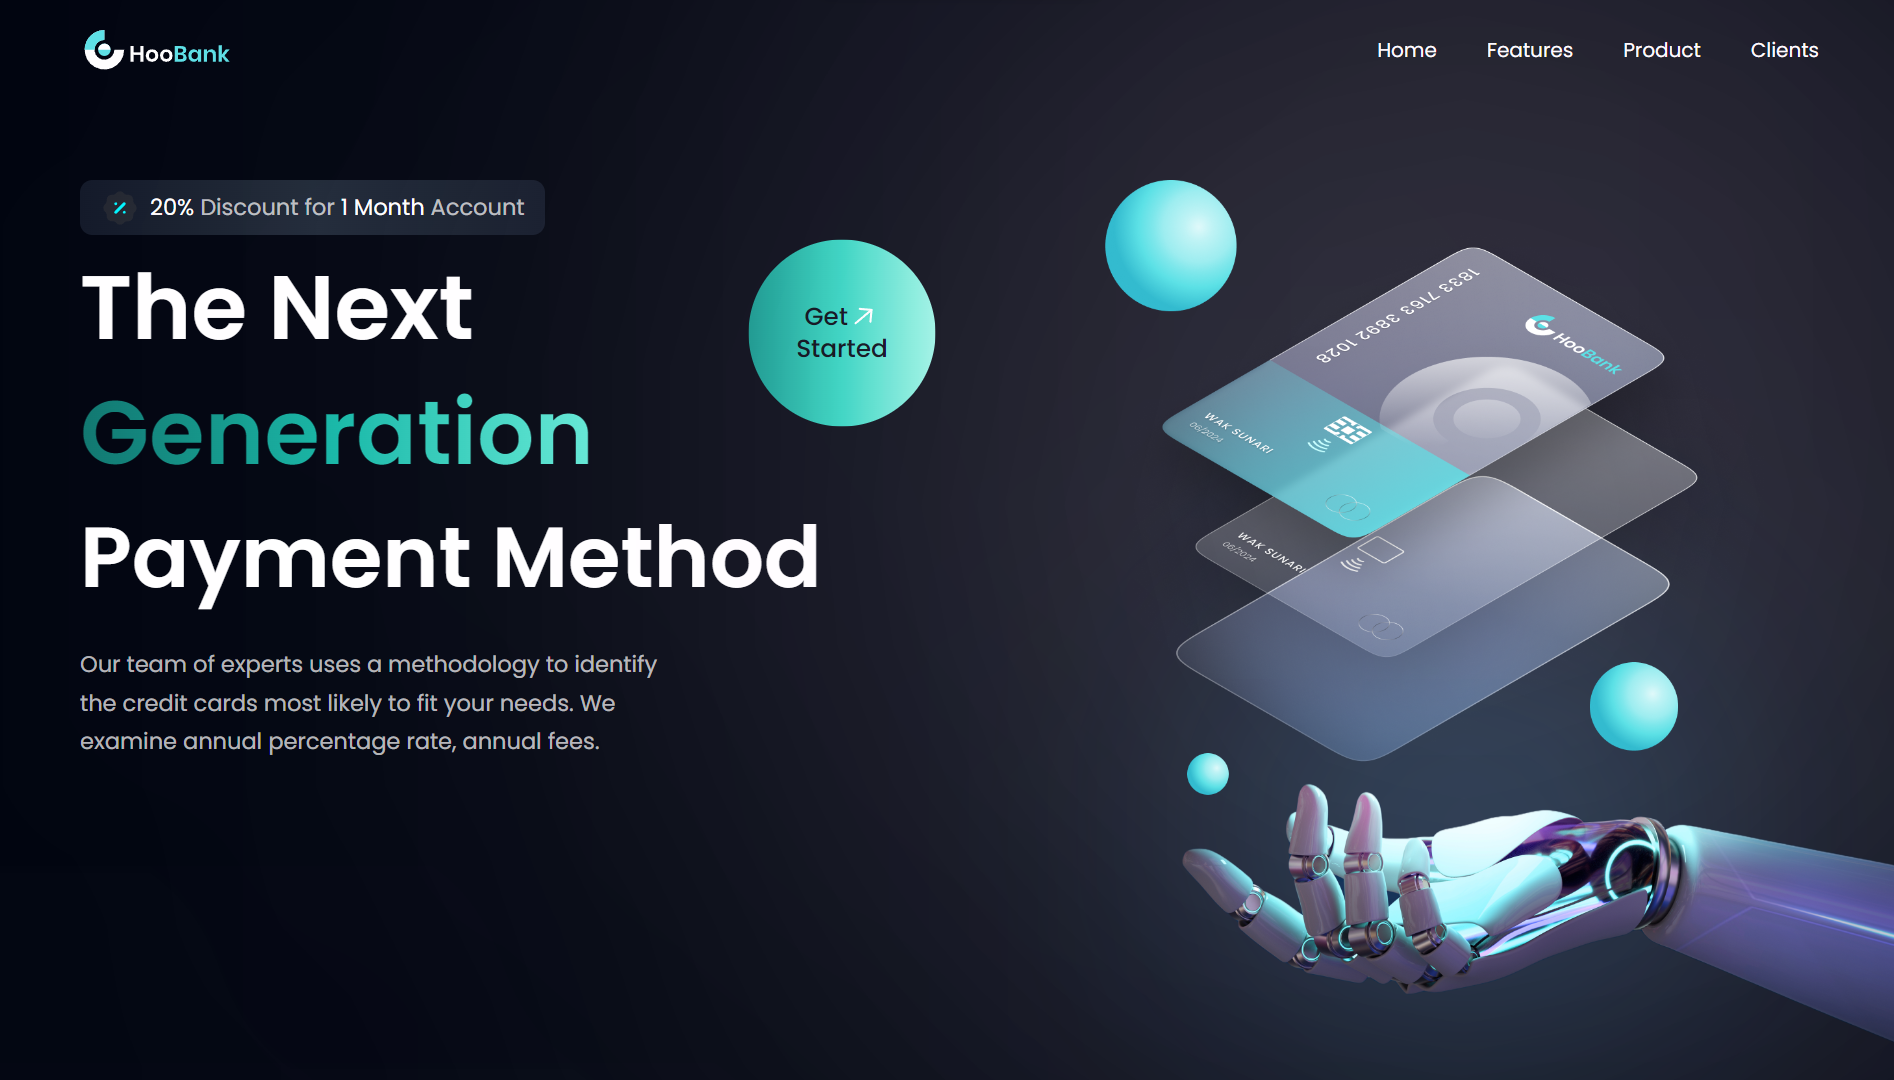 HooBank
Home
Features
Product
Clients
20% Discount for 1 Month Account
The Next
Generation
Payment Method
Get
Started
Our team of experts uses a methodology to identify
the credit cards most likely to fit your needs. We
examine annual percentage rate, annual fees.
1833 7163 3892 1028
HooBank
WAK SUNARI
06/2024
WAK SUNARI
06/2024